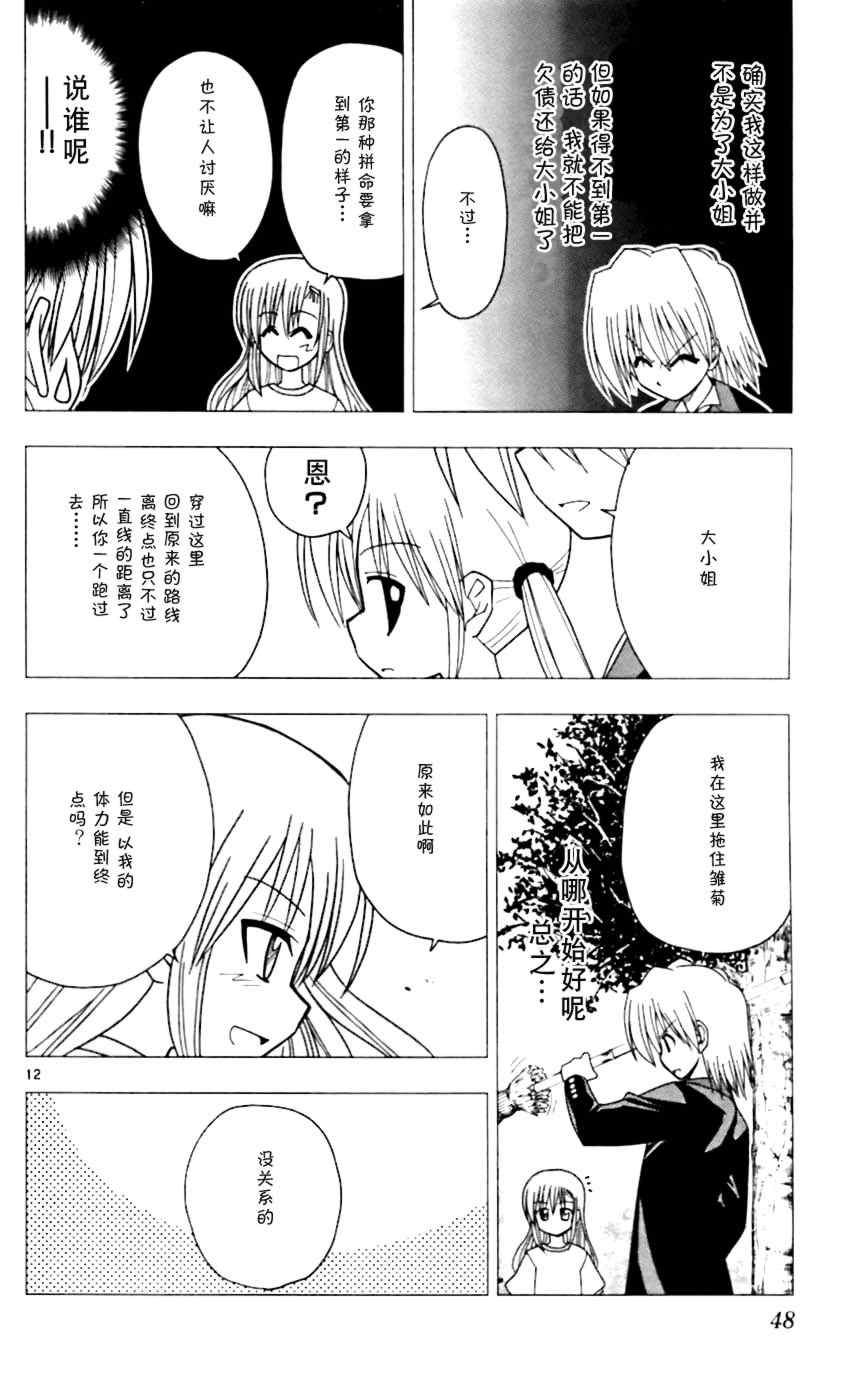 确实我这样做并
不是为了大小姐
但如果得不到第一
的话 我就不能把
欠债还给大小姐了
不过…
你那种拼命要拿
到第一的样子…
也不让人讨厌嘛
说谁呢
——!!
大小姐
恩？
穿过这里
回到原来的路线
离终点也只不过
一直线的距离了
所以你一个跑过
去……
我在这里拖住雏菊
从哪开始好呢
总之…
原来如此啊
但是 以我的
体力能到终
点吗？
12
没关系的
48